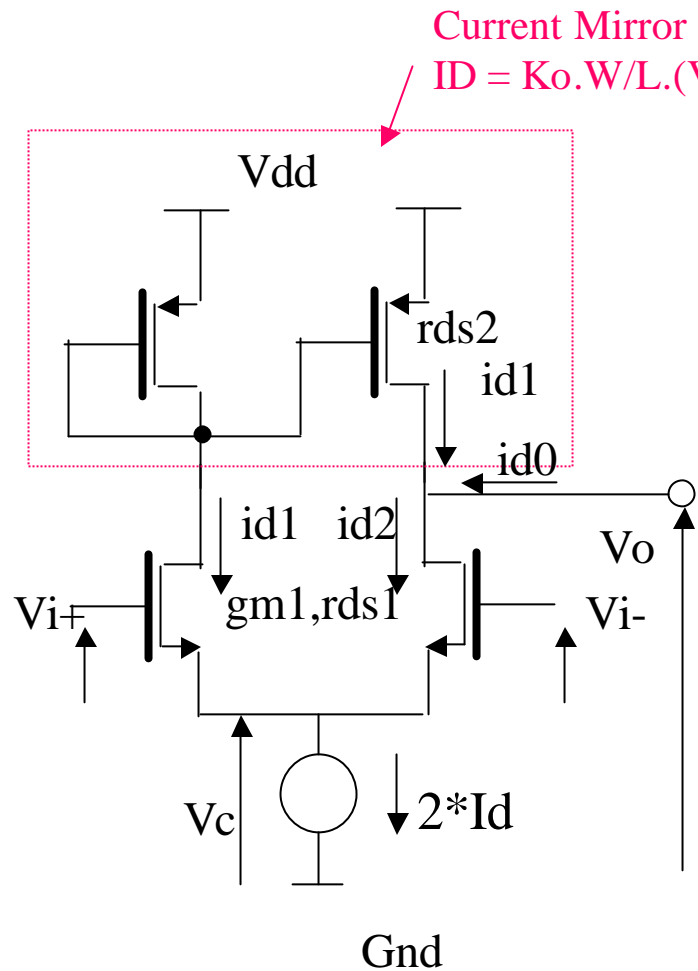 Current Mirror
ID = Ko.W/L.(V
Vdd
rds2
id1
id0
id1 id2
Vo
Vi+ gm1,rds1 Vi-
Vc 2*Id
Gnd